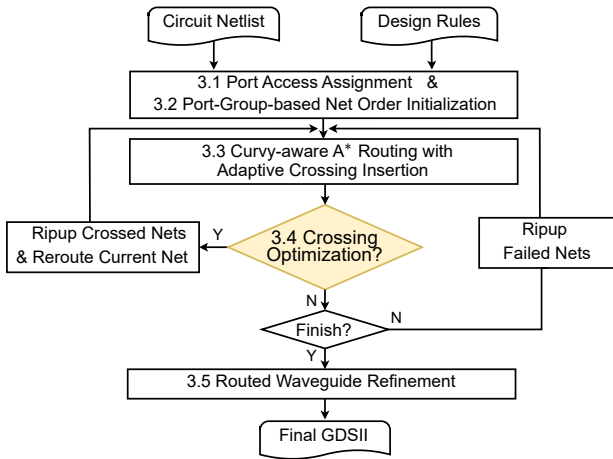 Circuit Netlist
Design Rules
3.1 Port Access Assignment &
3.2 Port-Group-based Net Order Initialization
3.3 Curvy-aware A* Routing with
Adaptive Crossing Insertion
3.4 Crossing
Optimization?
Y
Ripup Crossed Nets
& Reroute Current Net
Ripup
Failed Nets
N
Finish?
N
Y
3.5 Routed Waveguide Refinement
Final GDSII